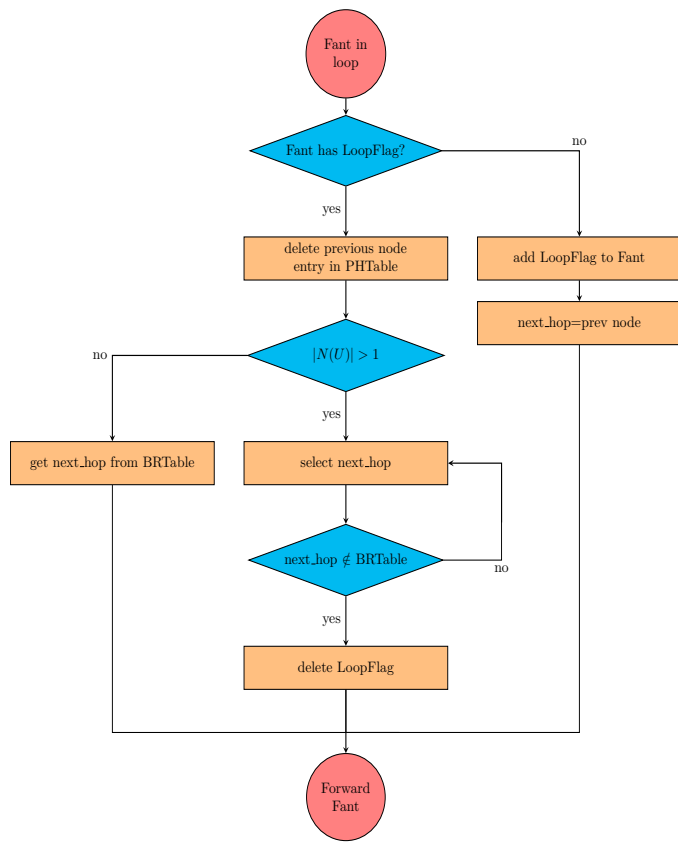 Fant in
loop
Fant has LoopFlag?
no
yes
delete previous node
entry in PHTable
add LoopFlag to Fant
next_hop=prev node
|N(U)| > 1
no
yes
get next_hop from BRTable
select next_hop
next_hop ∉ BRTable
no
yes
delete LoopFlag
Forward
Fant